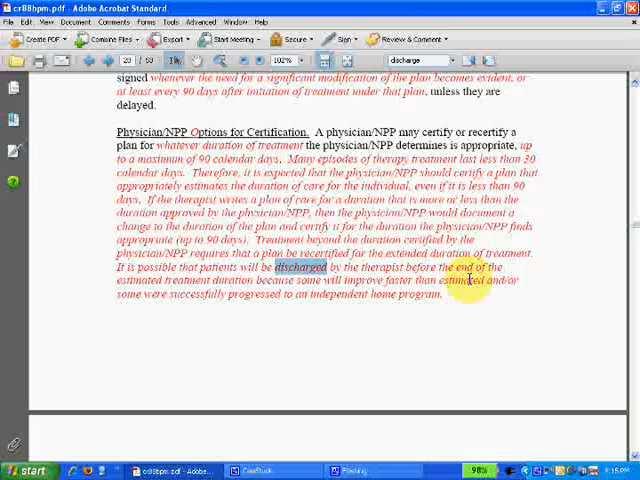 cr88bpm.pdf - Adobe Acrobat Standard
File Edit View Document Comments Forms Tools Advanced Window Help
Create PDF Combine Files Export Start Meeting Secure Sign Review & Comment
102% discharge
signed whenever the need for a significant modification of the plan becomes evident, or
at least every 90 days after initiation of treatment under that plan, unless they are
delayed.
Physician/NPP Options for Certification. A physician/NPP may certify or recertify a
plan for whatever duration of treatment the physician/NPP determines is appropriate, up
to a maximum of 90 calendar days. Many episodes of therapy treatment last less than 30
calendar days. Therefore, it is expected that the physician/NPP should certify a plan that
appropriately estimates the duration of care for the individual, even if it is less than 90
days. If the therapist writes a plan of care for a duration that is more or less than the
duration approved by the physician/NPP, then the physician/NPP would document a
change to the duration of the plan and certify it for the duration the physician/NPP finds
appropriate (up to 90 days). Treatment beyond the duration certified by the
physician/NPP requires that a plan be recertified for the extended duration of treatment.
It is possible that patients will be discharged by the therapist before the end of the
estimated treatment duration because some will improve faster than estimated and/or
some were successfully progressed to an independent home program.
start cr88bpm.pdf - Adobe... Posting 98% PM